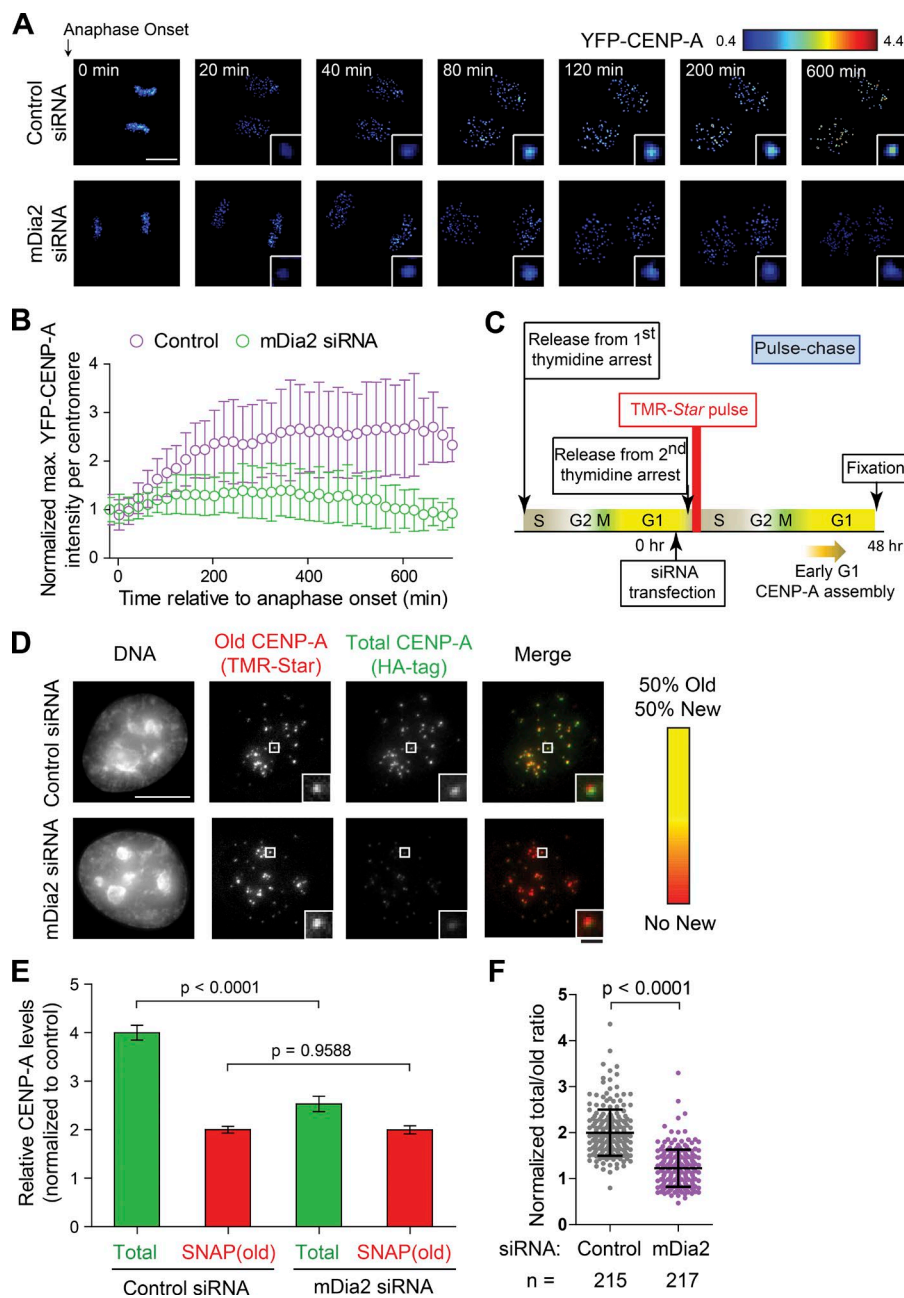 A
Anaphase Onset
YFP-CENP-A
0.4
4.4
Control siRNA
0 min
20 min
40 min
80 min
120 min
200 min
600 min
mDia2 siRNA
B
Control
mDia2 siRNA
Normalized max. YFP-CENP-A
intensity per centromere
4
3
2
1
0
0
200
400
600
Time relative to anaphase onset (min)
C
Release from 1st
thymidine arrest
Pulse-chase
TMR-Star pulse
Release from 2nd
thymidine arrest
Fixation
S
G2
M
G1
S
G2
M
G1
0 hr
48 hr
siRNA
transfection
Early G1
CENP-A assembly
D
DNA
Old CENP-A
(TMR-Star)
Total CENP-A
(HA-tag)
Merge
Control siRNA
mDia2 siRNA
50% Old
50% New
No New
E
Relative CENP-A levels
(normalized to control)
5
4
3
2
1
0
p < 0.0001
p = 0.9588
Total
SNAP(old)
Total
SNAP(old)
Control siRNA
mDia2 siRNA
F
Normalized total/old ratio
p < 0.0001
5
4
3
2
1
0
siRNA:
Control
mDia2
n =
215
217